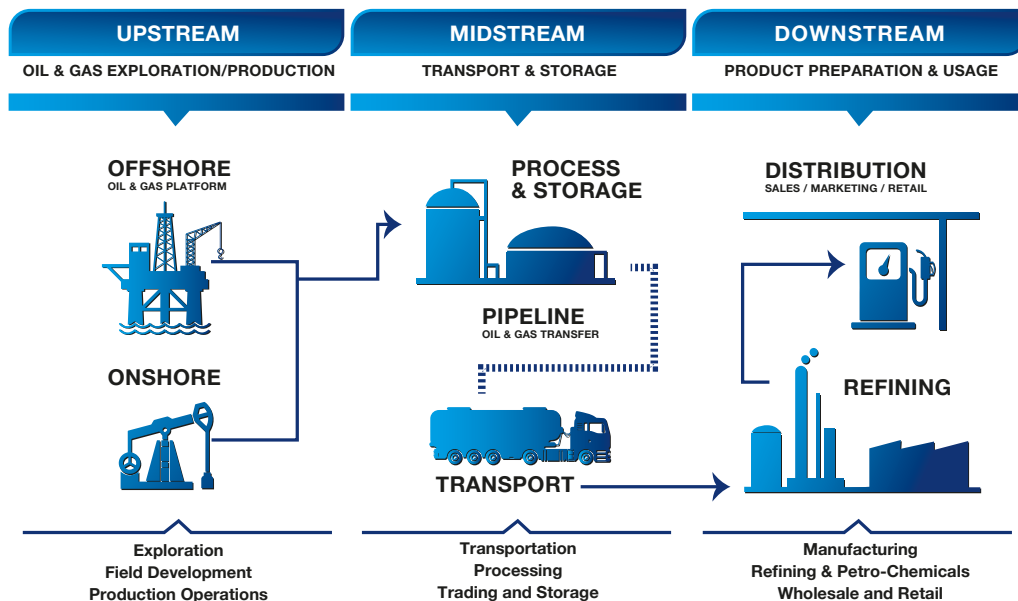 UPSTREAM
OIL & GAS EXPLORATION/PRODUCTION
OFFSHORE
OIL & GAS PLATFORM
ONSHORE
Exploration
Field Development
Production Operations
MIDSTREAM
TRANSPORT & STORAGE
PROCESS
& STORAGE
PIPELINE
OIL & GAS TRANSFER
TRANSPORT
Transportation
Processing
Trading and Storage
DOWNSTREAM
PRODUCT PREPARATION & USAGE
DISTRIBUTION
SALES / MARKETING / RETAIL
REFINING
Manufacturing
Refining & Petro-Chemicals
Wholesale and Retail